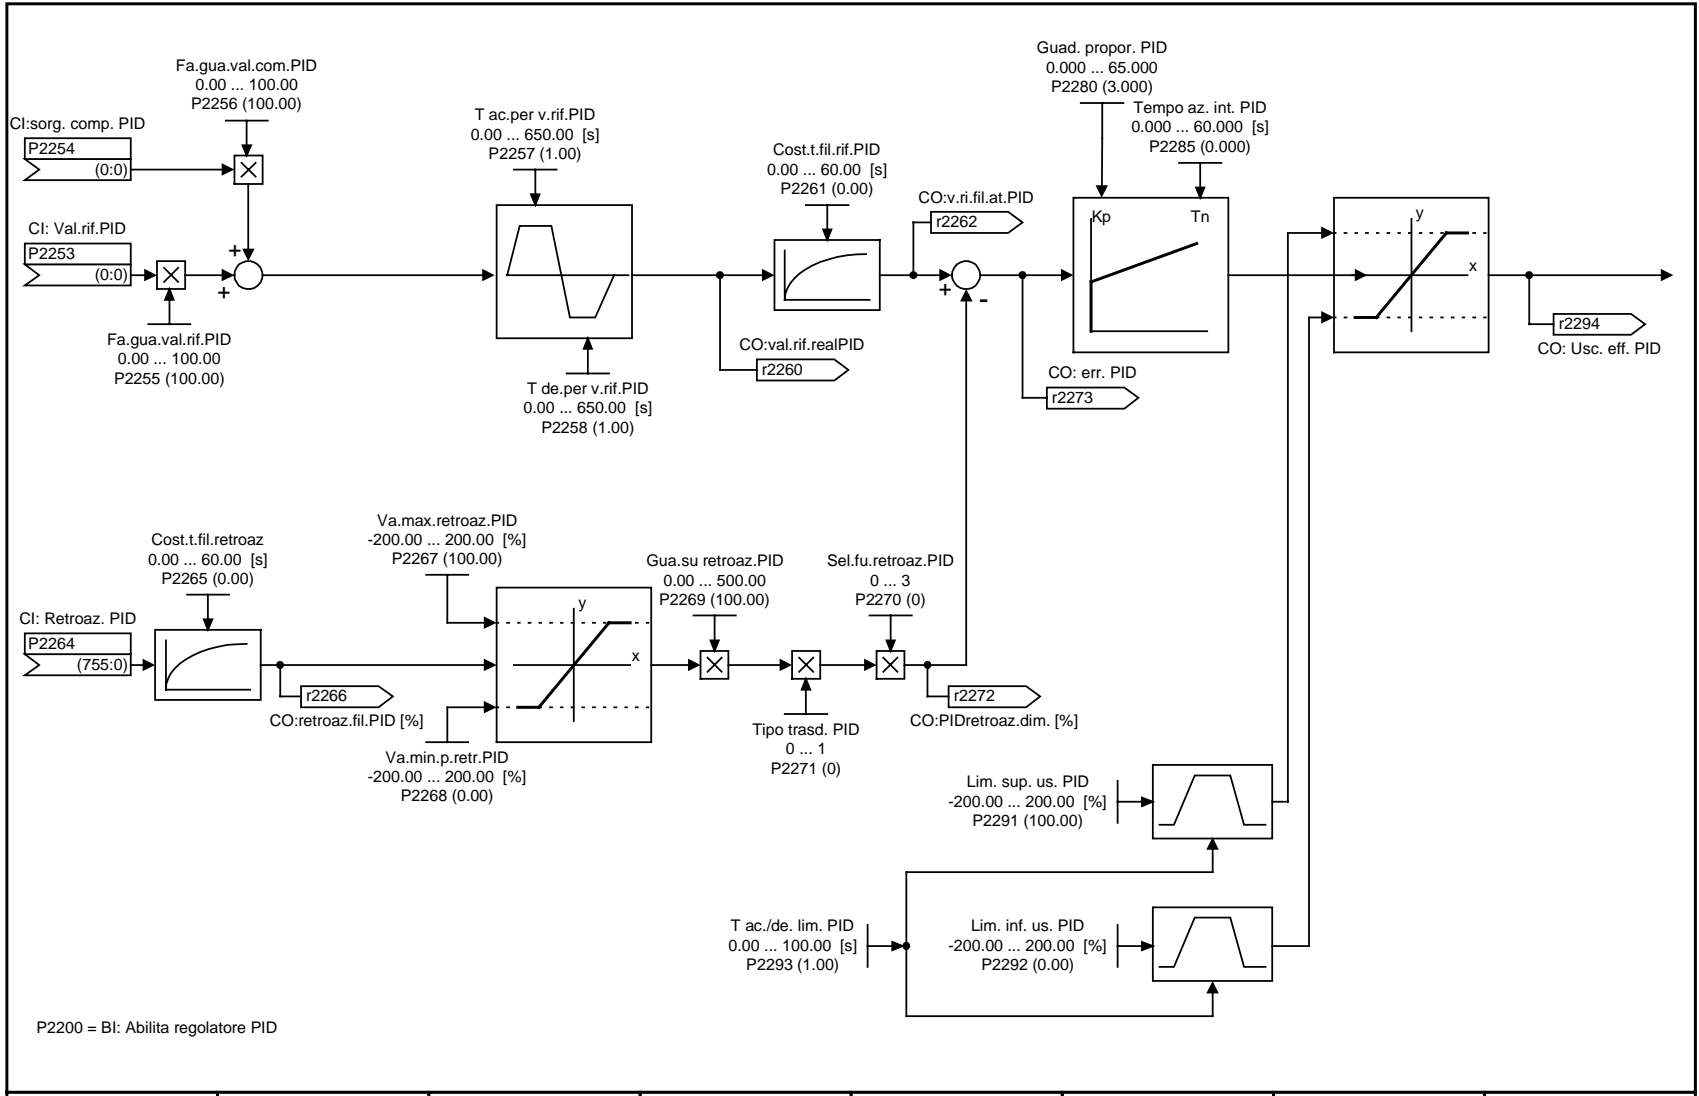 Fa.gua.val.com.PID
0.00 ... 100.00
P2256 (100.00)
CI:sorg. comp. PID
P2254
(0:0)
CI: Val.rif.PID
P2253
(0:0)
+
+
Fa.gua.val.rif.PID
0.00 ... 100.00
P2255 (100.00)
T ac.per v.rif.PID
0.00 ... 650.00 [s]
P2257 (1.00)
T de.per v.rif.PID
0.00 ... 650.00 [s]
P2258 (1.00)
Cost.t.fil.rif.PID
0.00 ... 60.00 [s]
P2261 (0.00)
CO:val.rif.realPID
r2260
CO:v.ri.fil.at.PID
r2262
+
-
CO: err. PID
r2273
Guad. propor. PID
0.000 ... 65.000
P2280 (3.000)
Tempo az. int. PID
0.000 ... 60.000 [s]
P2285 (0.000)
Kp
Tn
y
x
r2294
CO: Usc. eff. PID
Cost.t.fil.retroaz
0.00 ... 60.00 [s]
P2265 (0.00)
CI: Retroaz. PID
P2264
(755:0)
r2266
CO:retroaz.fil.PID [%]
Va.max.retroaz.PID
-200.00 ... 200.00 [%]
P2267 (100.00)
y
x
Va.min.p.retr.PID
-200.00 ... 200.00 [%]
P2268 (0.00)
Gua.su retroaz.PID
0.00 ... 500.00
P2269 (100.00)
Tipo trasd. PID
0 ... 1
P2271 (0)
Sel.fu.retroaz.PID
0 ... 3
P2270 (0)
r2272
CO:PIDretroaz.dim. [%]
Lim. sup. us. PID
-200.00 ... 200.00 [%]
P2291 (100.00)
T ac./de. lim. PID
0.00 ... 100.00 [s]
P2293 (1.00)
Lim. inf. us. PID
-200.00 ... 200.00 [%]
P2292 (0.00)
P2200 = BI: Abilita regolatore PID